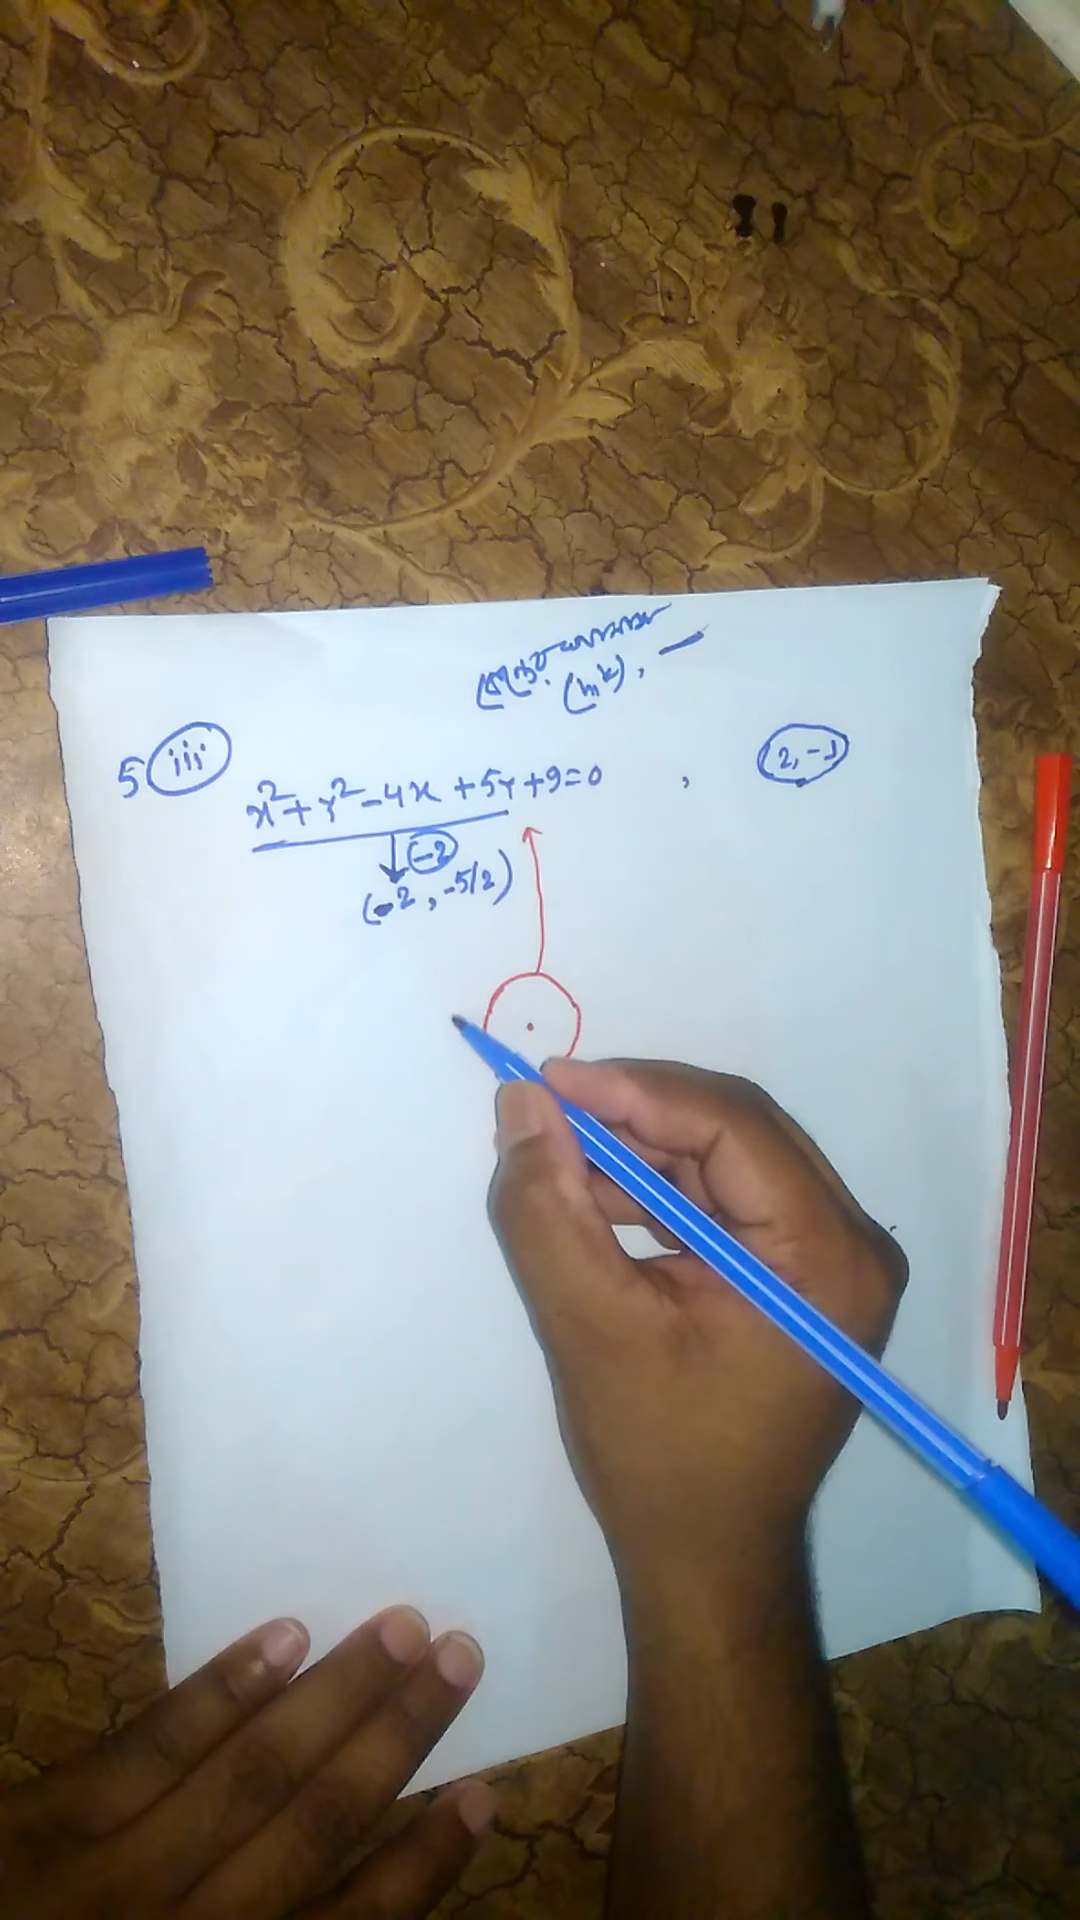 কেন্দ্রের
(h,k), —
5 iii
x²+y²-4x+5y+9=0 , (2,-1)
(-2)
(2, -5/2)